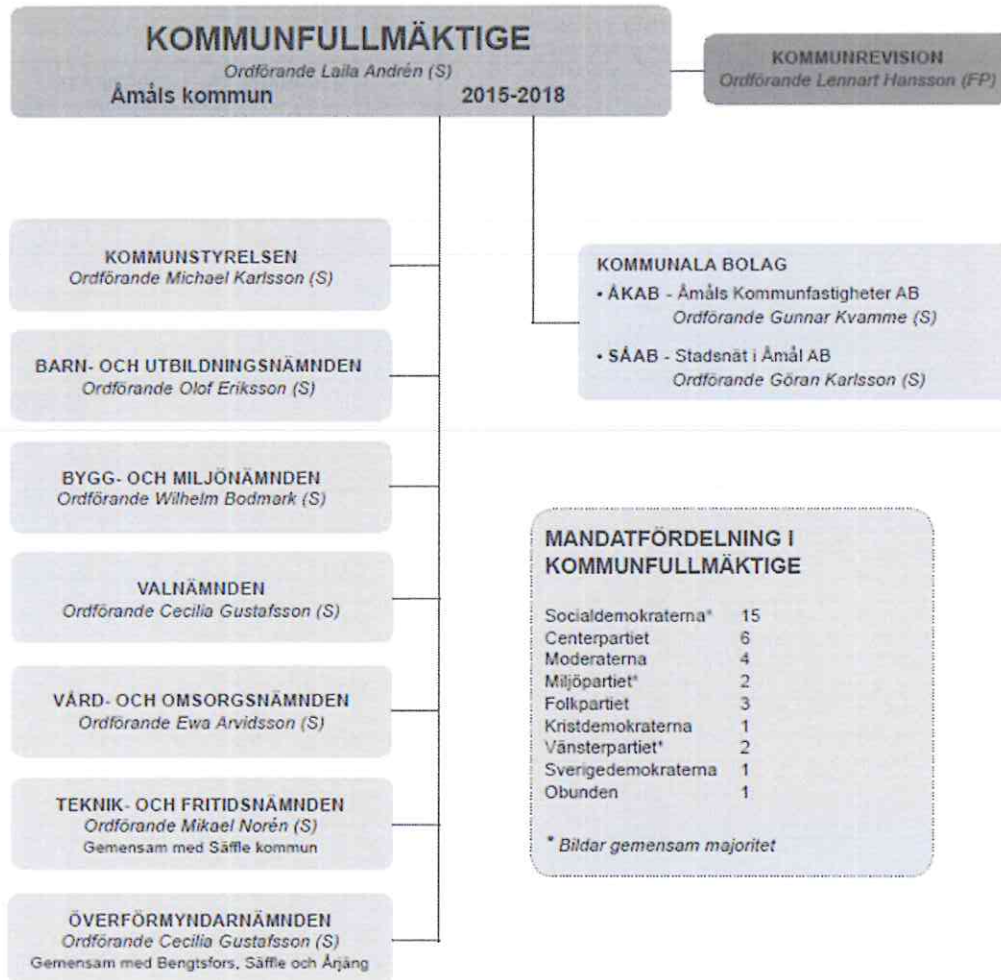 KOMMUNFULLMÄKTIGE
Ordförande Laila Andrén (S)
Åmåls kommun 2015-2018
KOMMUNREVISION
Ordförande Lennart Hansson (FP)
KOMMUNSTYRELSEN
Ordförande Michael Karlsson (S)
BARN- OCH UTBILDNINGSNÄMNDEN
Ordförande Olof Eriksson (S)
BYGG- OCH MILJÖNÄMNDEN
Ordförande Wilhelm Bodmark (S)
VALNÄMNDEN
Ordförande Cecilia Gustafsson (S)
VÅRD- OCH OMSORGSNÄMNDEN
Ordförande Ewa Arvidsson (S)
TEKNIK- OCH FRITIDSNÄMNDEN
Ordförande Mikael Norén (S)
Gemensam med Säffle kommun
ÖVERFÖRMYNDARNÄMNDEN
Ordförande Cecilia Gustafsson (S)
Gemensam med Bengtsfors, Säffle och Årjäng
KOMMUNALA BOLAG
• ÅKAB - Åmåls Kommunfastigheter AB
Ordförande Gunnar Kvamme (S)
• SÅAB - Stadsnät i Åmål AB
Ordförande Göran Karlsson (S)
MANDATFÖRDELNING I
KOMMUNFULLMÄKTIGE
Socialdemokraterna* 15
Centerpartiet 6
Moderaterna 4
Miljöpartiet* 2
Folkpartiet 3
Kristdemokraterna 1
Vänsterpartiet* 2
Sverigedemokraterna 1
Obunden 1
* Bildar gemensam majoritet